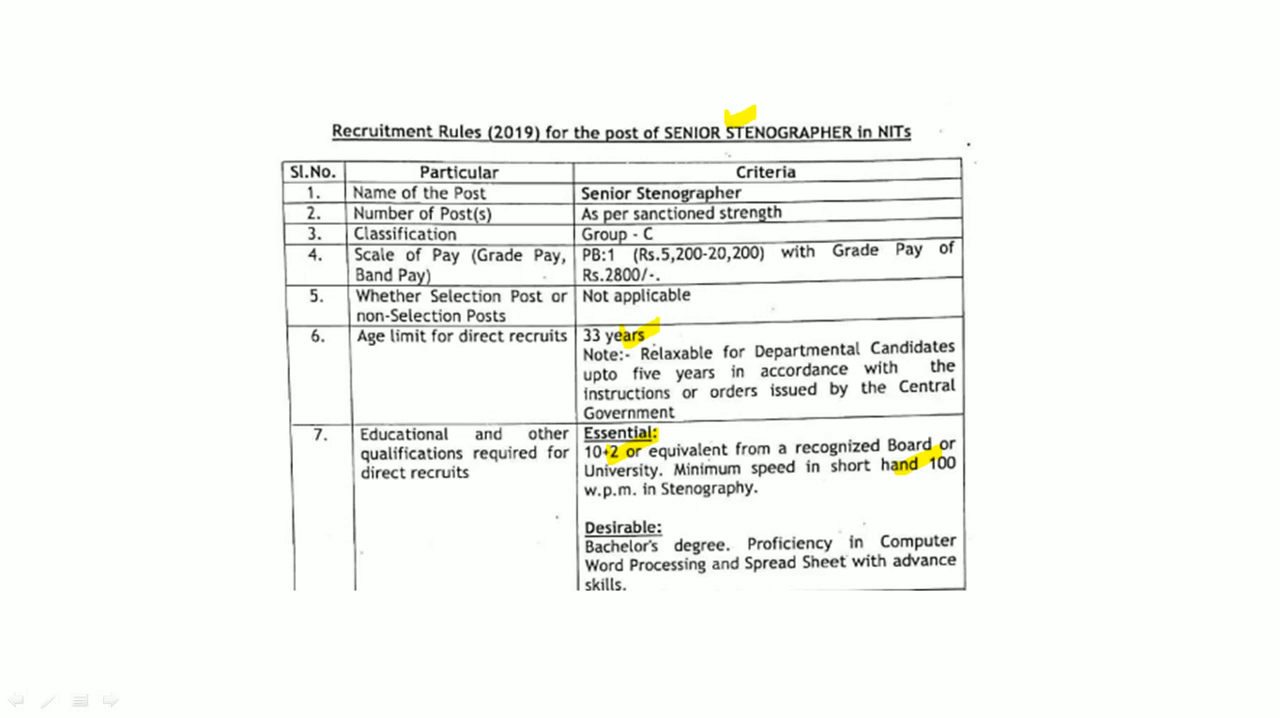 Recruitment Rules (2019) for the post of SENIOR STENOGRAPHER in NITs
Sl.No. Particular Criteria
1. Name of the Post Senior Stenographer
2. Number of Post(s) As per sanctioned strength
3. Classification Group - C
4. Scale of Pay (Grade Pay, PB:1 (Rs.5,200-20,200) with Grade Pay of
Band Pay) Rs.2800/-.
5. Whether Selection Post or Not applicable
non-Selection Posts
6. Age limit for direct recruits 33 years
Note:- Relaxable for Departmental Candidates
upto five years in accordance with the
instructions or orders issued by the Central
Government
7. Educational and other Essential:
qualifications required for 10+2 or equivalent from a recognized Board or
direct recruits University. Minimum speed in short hand 100
w.p.m. in Stenography.
Desirable:
Bachelor's degree. Proficiency in Computer
Word Processing and Spread Sheet with advance
skills.